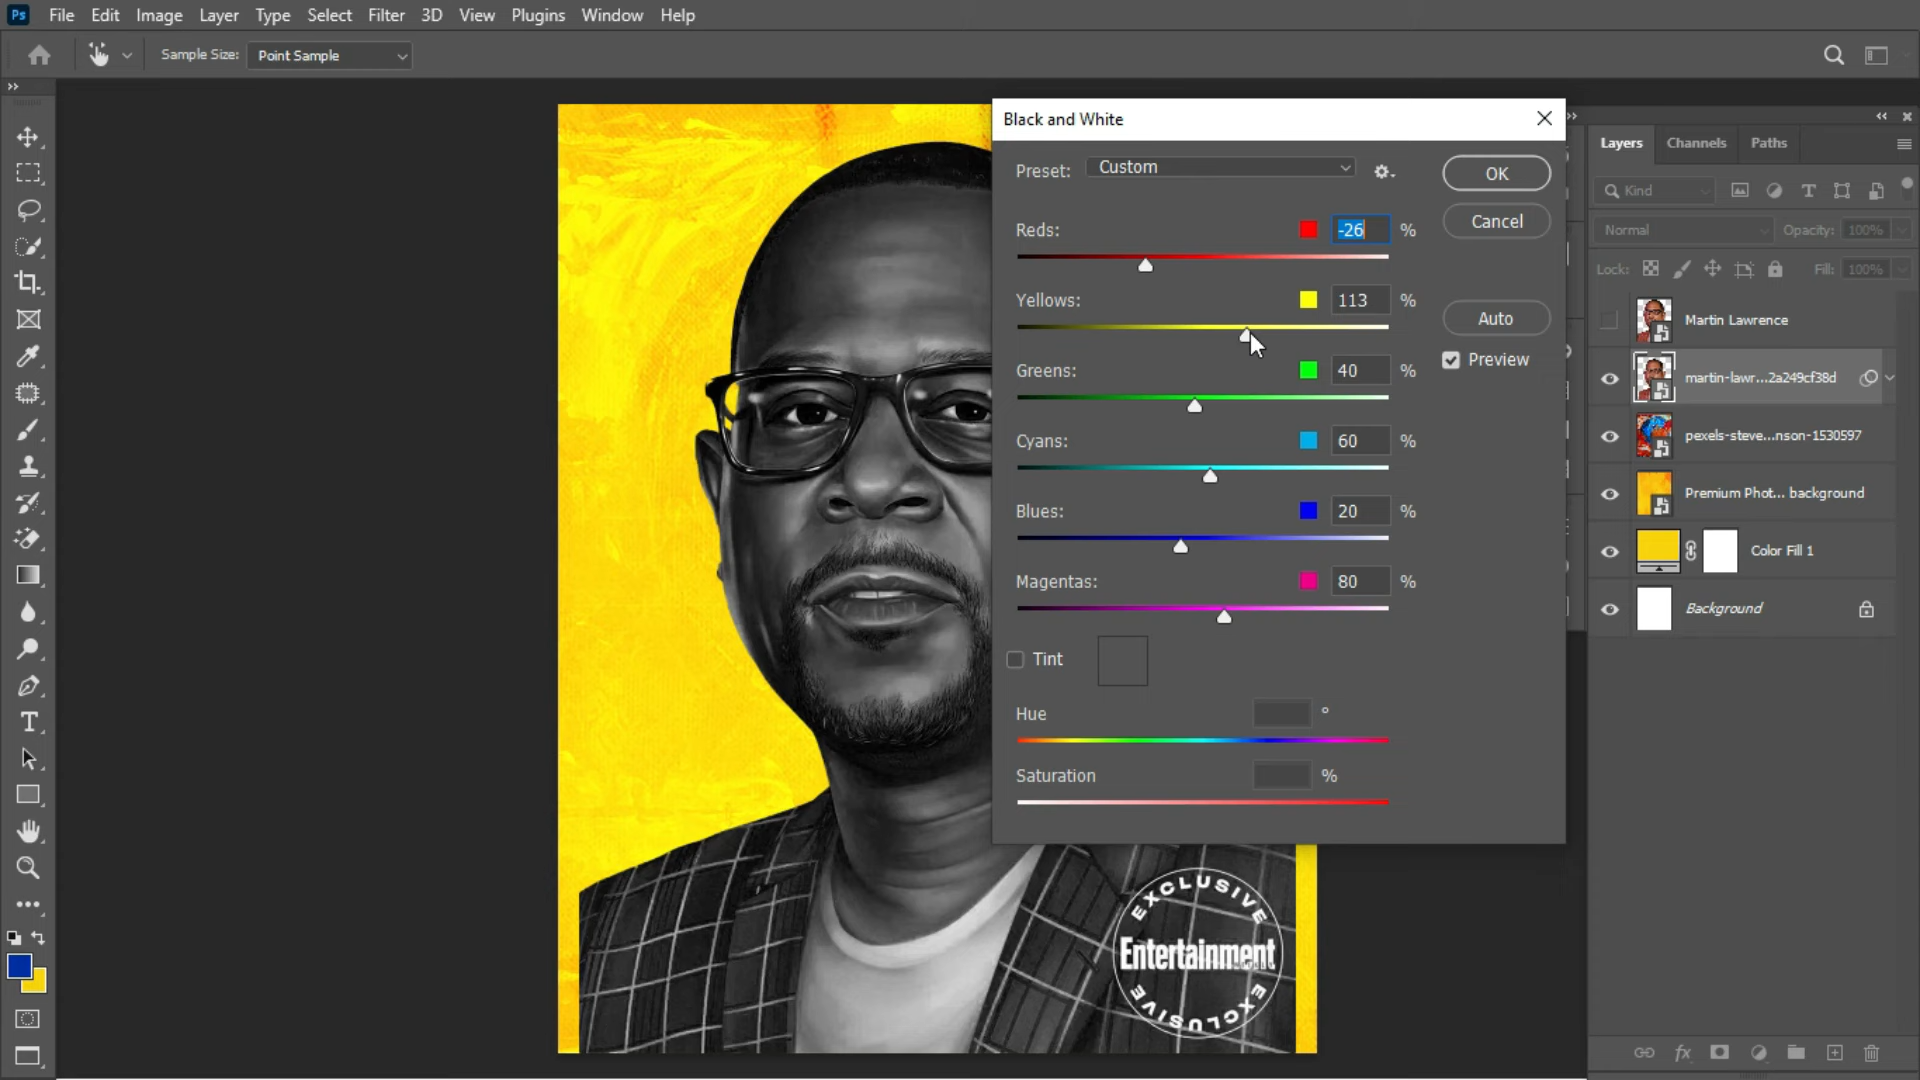 Ps File Edit Image Layer Type Select Filter 3D View Plugins Window Help
Sample Size: Point Sample
Black and White
Preset: Custom
OK
Cancel
Auto
Preview
Reds: -26 %
Yellows: 113 %
Greens: 40 %
Cyans: 60 %
Blues: 20 %
Magentas: 80 %
Tint
Hue °
Saturation %
Layers Channels Paths
Kind
Normal Opacity: 100%
Lock: Fill: 100%
Martin Lawrence
martin-lawr...2a249cf38d
pexels-steve...nson-1530597
Premium Phot... background
Color Fill 1
Background
fx
EXCLUSIVE
Entertainment
EXCLUSIVE